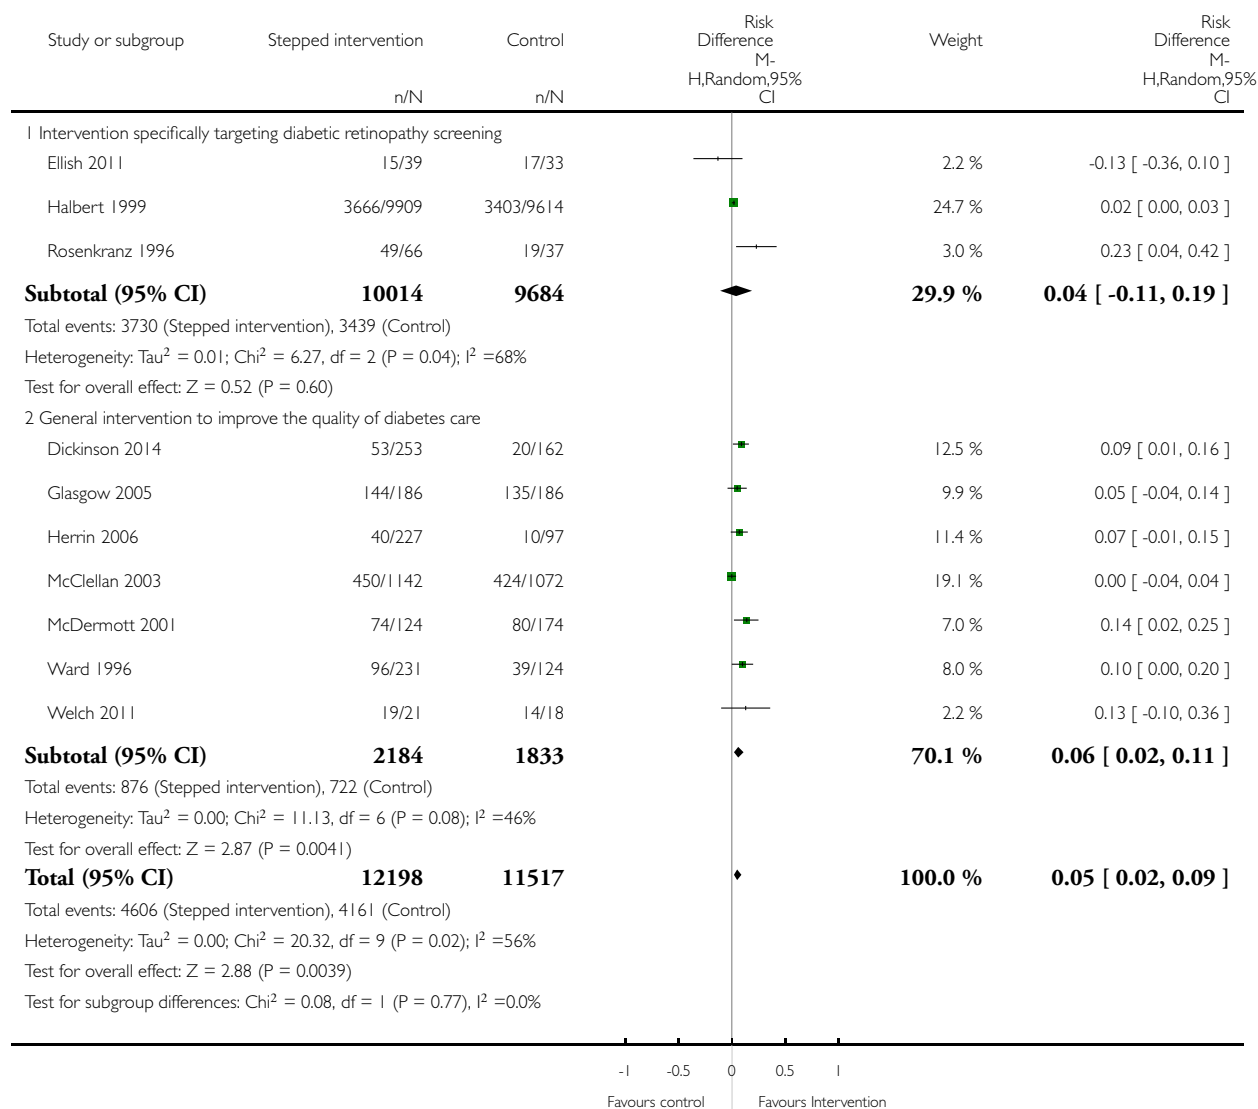 Study or subgroup Stepped intervention Control Risk Difference Weight Risk Difference
n/N n/N M-H,Random,95% CI M-H,Random,95% CI
1 Intervention specifically targeting diabetic retinopathy screening
Ellish 2011 15/39 17/33 2.2 % -0.13 [ -0.36, 0.10 ]
Halbert 1999 3666/9909 3403/9614 24.7 % 0.02 [ 0.00, 0.03 ]
Rosenkranz 1996 49/66 19/37 3.0 % 0.23 [ 0.04, 0.42 ]
Subtotal (95% CI) 10014 9684 29.9 % 0.04 [ -0.11, 0.19 ]
Total events: 3730 (Stepped intervention), 3439 (Control)
Heterogeneity: Tau² = 0.01; Chi² = 6.27, df = 2 (P = 0.04); I² =68%
Test for overall effect: Z = 0.52 (P = 0.60)
2 General intervention to improve the quality of diabetes care
Dickinson 2014 53/253 20/162 12.5 % 0.09 [ 0.01, 0.16 ]
Glasgow 2005 144/186 135/186 9.9 % 0.05 [ -0.04, 0.14 ]
Herrin 2006 40/227 10/97 11.4 % 0.07 [ -0.01, 0.15 ]
McClellan 2003 450/1142 424/1072 19.1 % 0.00 [ -0.04, 0.04 ]
McDermott 2001 74/124 80/174 7.0 % 0.14 [ 0.02, 0.25 ]
Ward 1996 96/231 39/124 8.0 % 0.10 [ 0.00, 0.20 ]
Welch 2011 19/21 14/18 2.2 % 0.13 [ -0.10, 0.36 ]
Subtotal (95% CI) 2184 1833 70.1 % 0.06 [ 0.02, 0.11 ]
Total events: 876 (Stepped intervention), 722 (Control)
Heterogeneity: Tau² = 0.00; Chi² = 11.13, df = 6 (P = 0.08); I² =46%
Test for overall effect: Z = 2.87 (P = 0.0041)
Total (95% CI) 12198 11517 100.0 % 0.05 [ 0.02, 0.09 ]
Total events: 4606 (Stepped intervention), 4161 (Control)
Heterogeneity: Tau² = 0.00; Chi² = 20.32, df = 9 (P = 0.02); I² =56%
Test for overall effect: Z = 2.88 (P = 0.0039)
Test for subgroup differences: Chi² = 0.08, df = 1 (P = 0.77), I² =0.0%
-1 -0.5 0 0.5 1
Favours control Favours Intervention